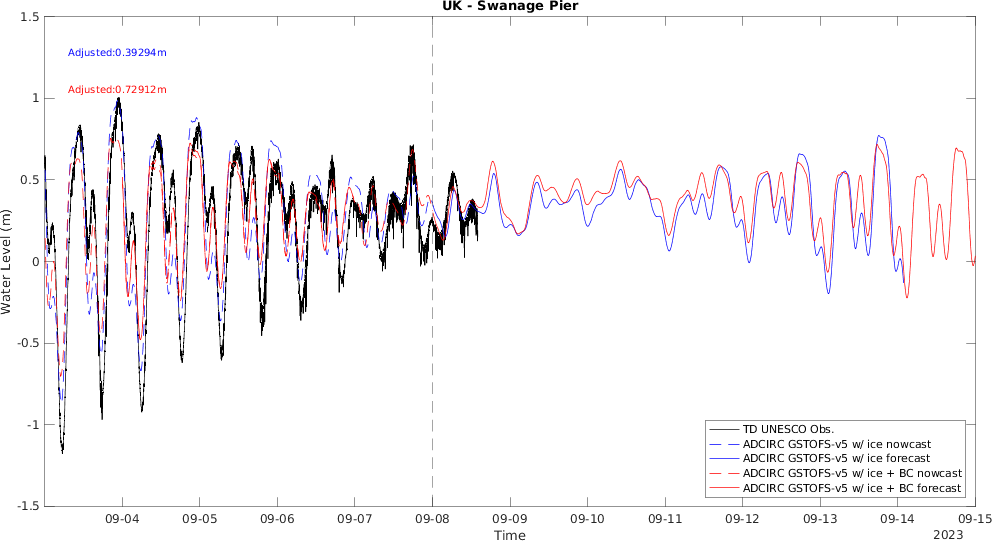 UK - Swanage Pier
1.5
1
0.5
0
-0.5
-1
-1.5
Water Level (m)
Adjusted:0.39294m
Adjusted:0.72912m
TD UNESCO Obs.
ADCIRC GSTOFS-v5 w/ ice nowcast
ADCIRC GSTOFS-v5 w/ ice forecast
ADCIRC GSTOFS-v5 w/ ice + BC nowcast
ADCIRC GSTOFS-v5 w/ ice + BC forecast
09-04 09-05 09-06 09-07 09-08 09-09 09-10 09-11 09-12 09-13 09-14 09-15
Time
2023